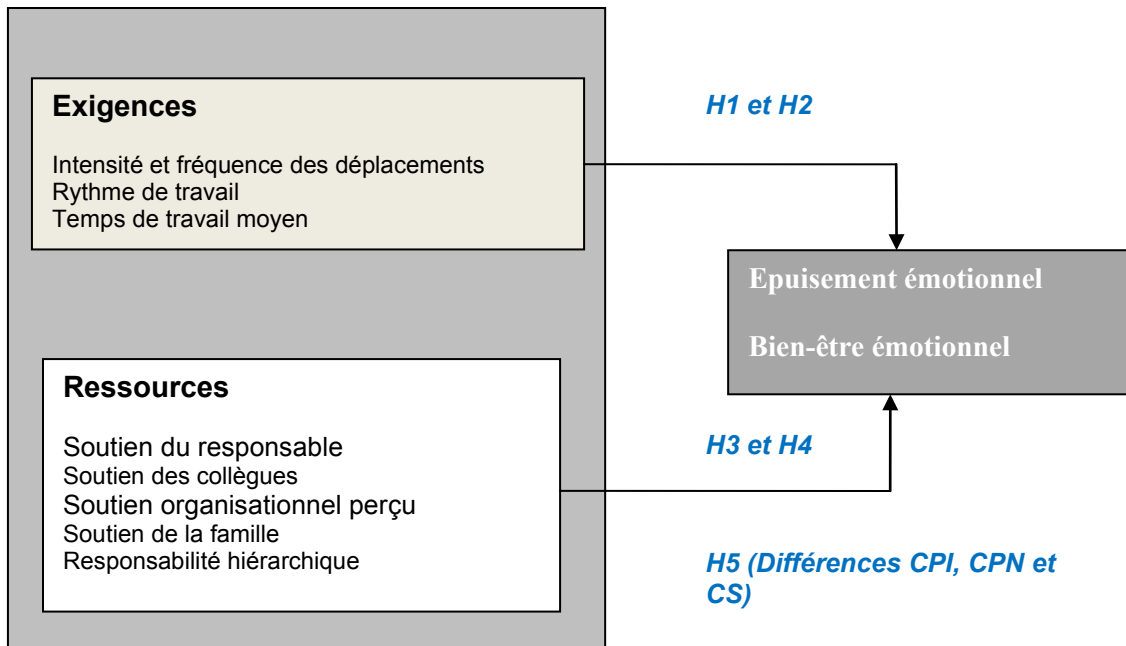 Exigences
Intensité et fréquence des déplacements
Rythme de travail
Temps de travail moyen
H1 et H2
Epuisement émotionnel
Bien-être émotionnel
Ressources
Soutien du responsable
Soutien des collègues
Soutien organisationnel perçu
Soutien de la famille
Responsabilité hiérarchique
H3 et H4
H5 (Différences CPI, CPN et
CS)